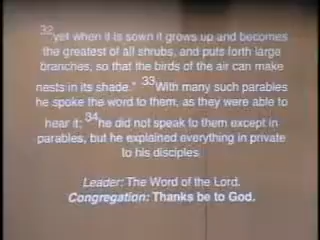 32yet when it is sown it grows up and becomes
the greatest of all shrubs, and puts forth large
branches, so that the birds of the air can make
nests in its shade." 33With many such parables
he spoke the word to them, as they were able to
hear it; 34he did not speak to them except in
parables, but he explained everything in private
to his disciples.
Leader: The Word of the Lord.
Congregation: Thanks be to God.